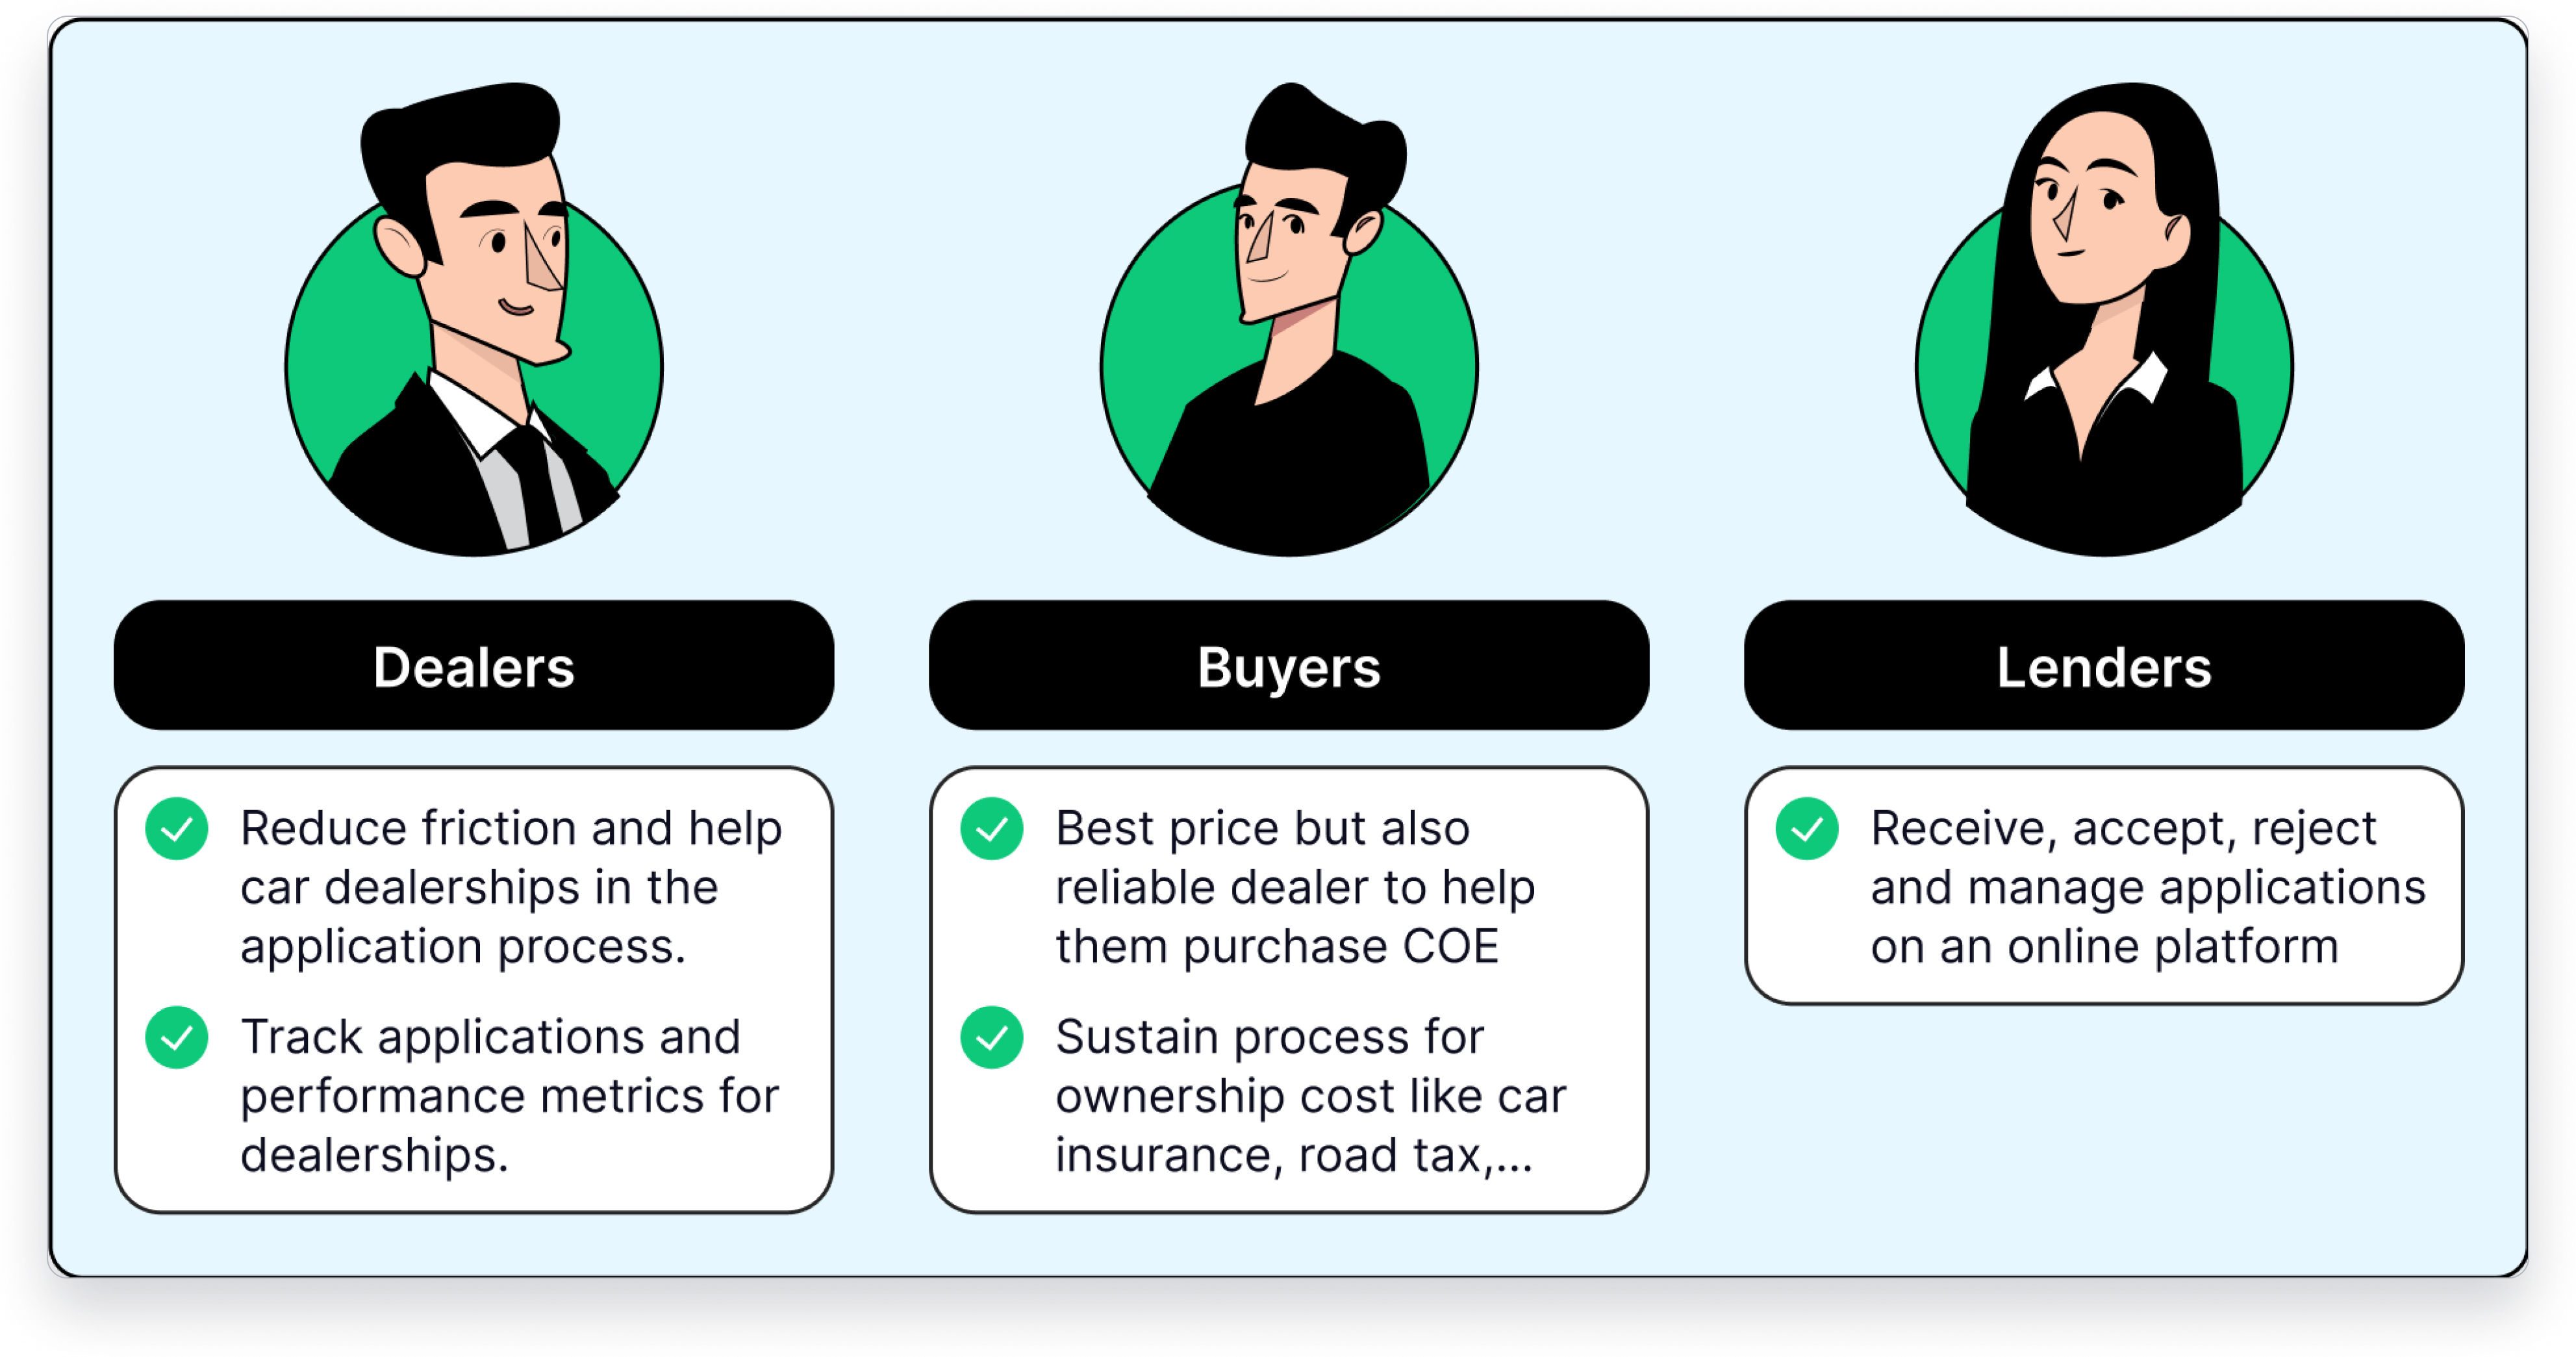 Dealers
Reduce friction and help
car dealerships in the
application process.
Track applications and
performance metrics for
dealerships.
Buyers
Best price but also
reliable dealer to help
them purchase COE
Sustain process for
ownership cost like car
insurance, road tax,...
Lenders
Receive, accept, reject
and manage applications
on an online platform